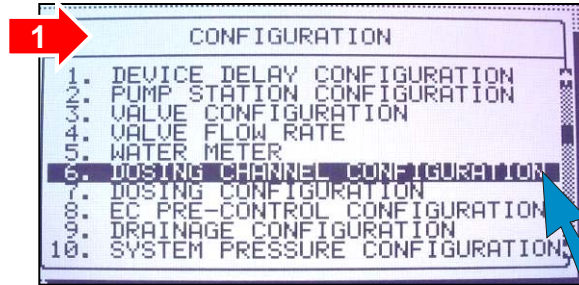 1
CONFIGURATION
1. DEVICE DELAY CONFIGURATION
2. PUMP STATION CONFIGURATION
3. VALVE CONFIGURATION
4. VALVE FLOW RATE
5. WATER METER
6. DOSING CHANNEL CONFIGURATION
7. DOSING CONFIGURATION
8. EC PRE-CONTROL CONFIGURATION
9. DRAINAGE CONFIGURATION
10. SYSTEM PRESSURE CONFIGURATION